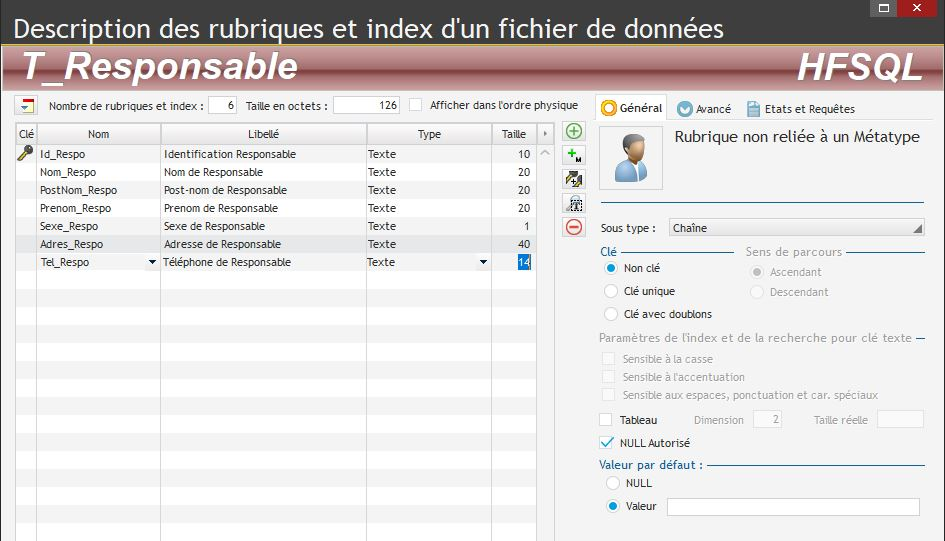 Description des rubriques et index d'un fichier de données
T_Responsable HFSQL
Nombre de rubriques et index : 6 Taille en octets : 126 Afficher dans l'ordre physique
Clé Nom Libellé Type Taille
Id_Respo Identification Responsable Texte 10
Nom_Respo Nom de Responsable Texte 20
PostNom_Respo Post-nom de Responsable Texte 20
Prenom_Respo Prenom de Responsable Texte 20
Sexe_Respo Sexe de Responsable Texte 1
Adres_Respo Adresse de Responsable Texte 40
Tel_Respo Téléphone de Responsable Texte 14
M
Général Avancé Etats et Requêtes
Rubrique non reliée à un Métatype
Sous type : Chaîne
Clé Sens de parcours
Non clé Ascendant
Clé unique Descendant
Clé avec doublons
Paramètres de l'index et de la recherche pour clé texte
Sensible à la casse
Sensible à l'accentuation
Sensible aux espaces, ponctuation et car. spéciaux
Tableau Dimension 2 Taille réelle
NULL Autorisé
Valeur par défaut :
NULL
Valeur